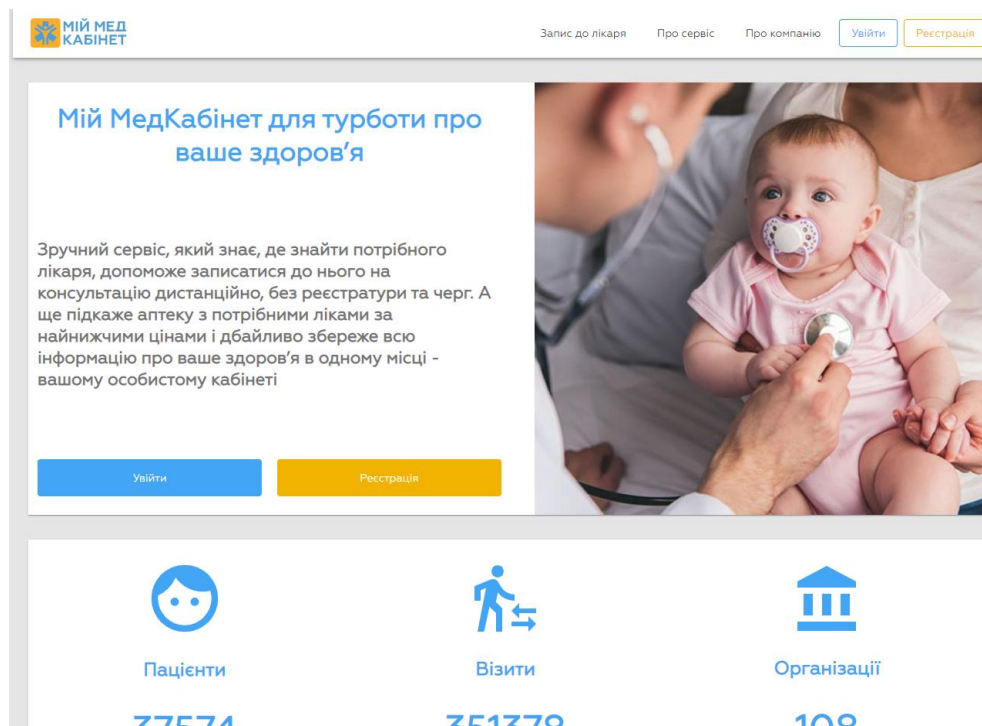 МІЙ МЕД
КАБІНЕТ
Запис до лікаря
Про сервіс
Про компанію
Увійти
Реєстрація
Мій МедКабінет для турботи про
ваше здоров’я
Зручний сервіс, який знає, де знайти потрібного
лікаря, допоможе записатися до нього на
консультацію дистанційно, без реєстратури та черг. А
ще підкаже аптеку з потрібними ліками за
найнижчими цінами і дбайливо збереже всю
інформацію про ваше здоров’я в одному місці -
вашому особистому кабінеті
Увійти
Реєстрація
Пацієнти
Візити
Організації
37574
351378
108